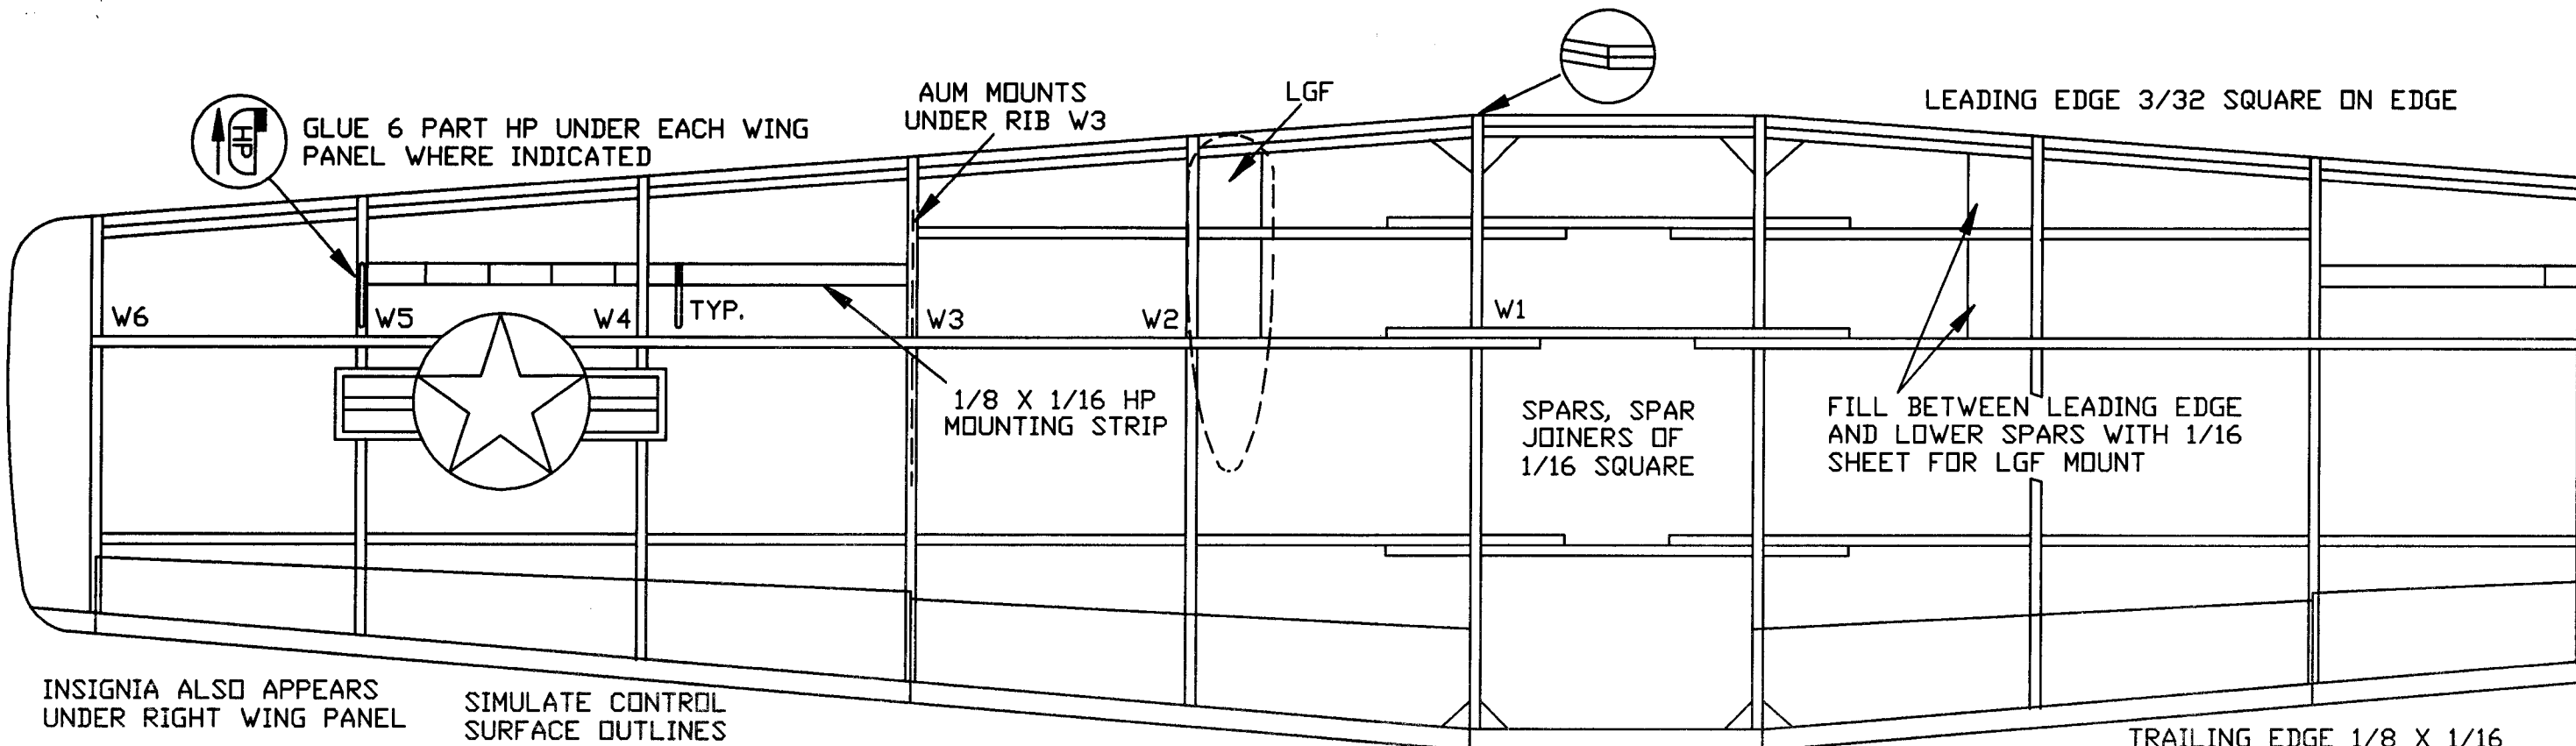 HP
GLUE 6 PART HP UNDER EACH WING
PANEL WHERE INDICATED
AUM MOUNTS
UNDER RIB W3
LGF
LEADING EDGE 3/32 SQUARE ON EDGE
W6
W5
W4
TYP.
W3
W2
W1
1/8 X 1/16 HP
MOUNTING STRIP
SPARS, SPAR
JOINERS OF
1/16 SQUARE
FILL BETWEEN LEADING EDGE
AND LOWER SPARS WITH 1/16
SHEET FOR LGF MOUNT
INSIGNIA ALSO APPEARS
UNDER RIGHT WING PANEL
SIMULATE CONTROL
SURFACE OUTLINES
TRAILING EDGE 1/8 X 1/16